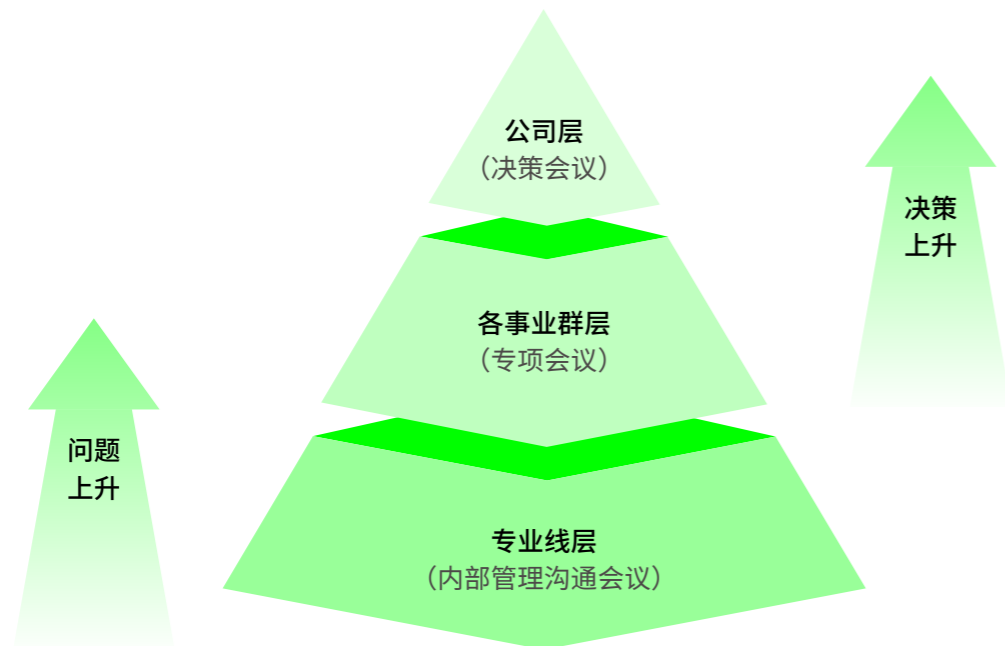 公司层
（决策会议）
决策
上升
各事业群层
（专项会议）
问题
上升
专业线层
（内部管理沟通会议）